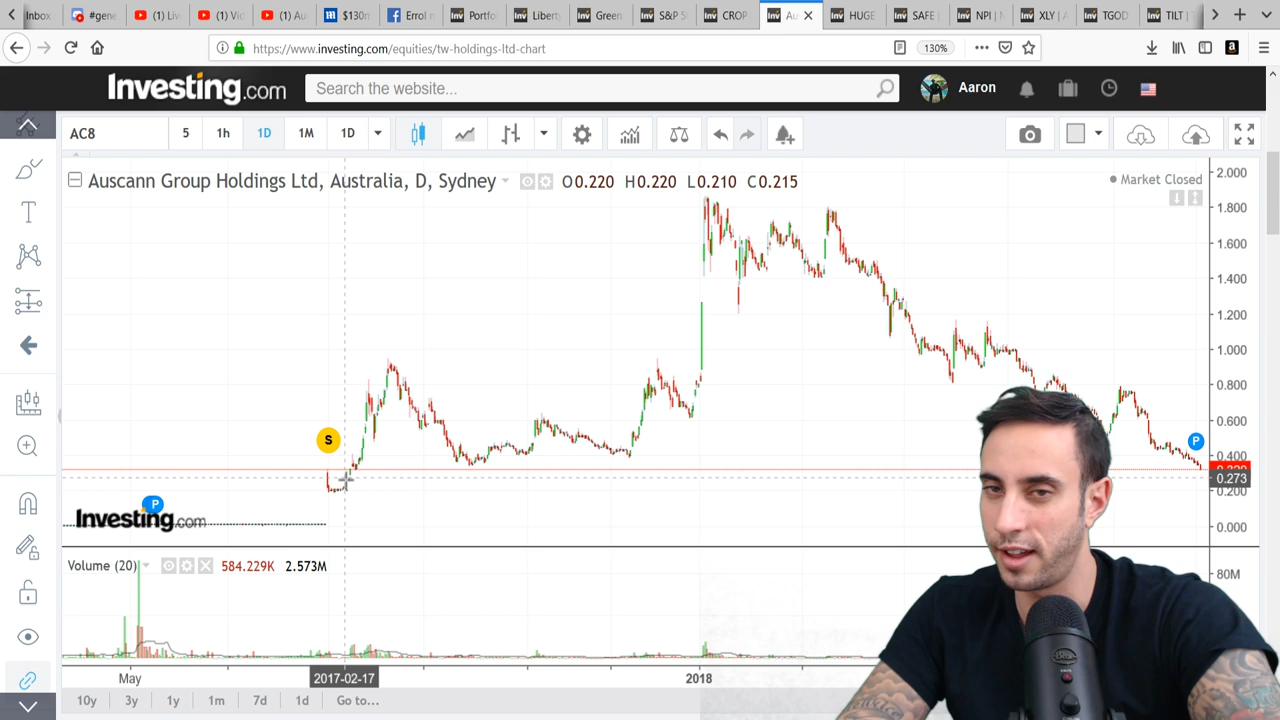 Inbox
#gene
(1) Liv
(1) Vid
(1) Au
$130m
Errol m
Portfo
Liberty
Green
S&P 5
CROP
Au
HUGE
SAFE |
NPI | N
XLY | A
TGOD
TILT |
https://www.investing.com/equities/tw-holdings-ltd-chart
130%
Investing.com
Search the website...
Aaron
AC8
5
1h
1D
1M
1D
Auscann Group Holdings Ltd, Australia, D, Sydney
O0.220 H0.220 L0.210 C0.215
Market Closed
2.000
1.800
1.600
1.400
1.200
1.000
0.800
0.600
0.400
0.273
0.200
0.000
S
P
P
Investing.com
Volume (20)
584.229K
2.573M
80M
May
2017-02-17
2018
10y
3y
1y
1m
7d
1d
Go to...